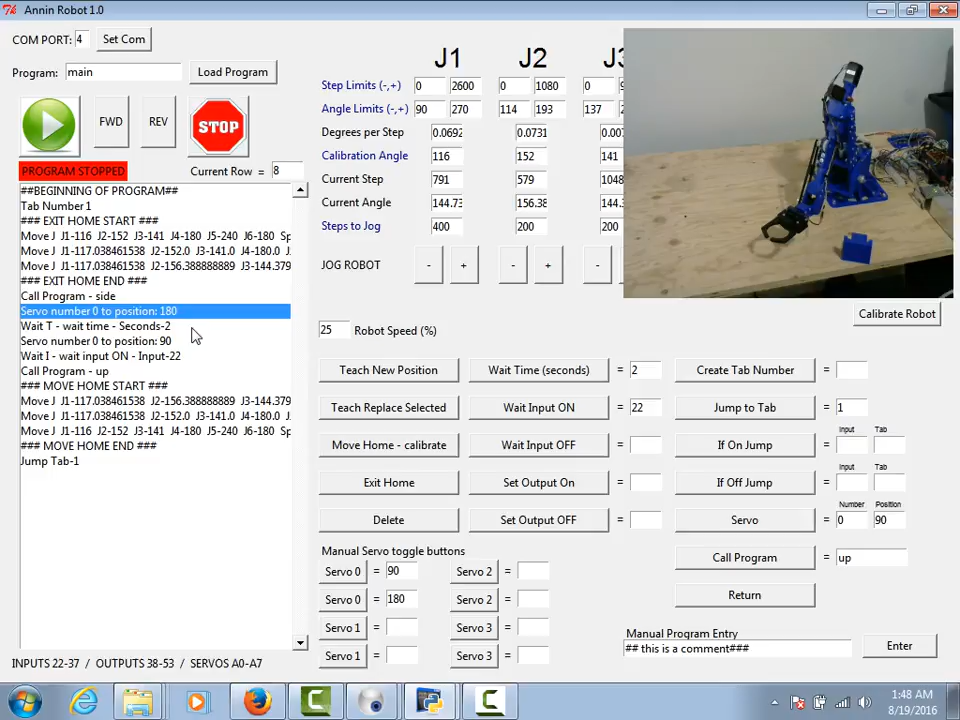 Annin Robot 1.0
COM PORT: 4 Set Com
Program: main Load Program
FWD REV STOP
PROGRAM STOPPED Current Row = 8
##BEGINNING OF PROGRAM##
Tab Number 1
### EXIT HOME START ###
Move J J1-116 J2-152 J3-141 J4-180 J5-240 J6-180 Sp
Move J J1-117.038461538 J2-152.0 J3-141.0 J4-180.0 J
Move J J1-117.038461538 J2-156.388888889 J3-144.379
### EXIT HOME END ###
Call Program - side
Servo number 0 to position: 180
Wait T - wait time - Seconds-2
Servo number 0 to position: 90
Wait I - wait input ON - Input-22
Call Program - up
### MOVE HOME START ###
Move J J1-117.038461538 J2-156.388888889 J3-144.379
Move J J1-117.038461538 J2-152.0 J3-141.0 J4-180.0 J
Move J J1-116 J2-152 J3-141 J4-180 J5-240 J6-180 Sp
### MOVE HOME END ###
Jump Tab-1
INPUTS 22-37 / OUTPUTS 38-53 / SERVOS A0-A7
J1 J2
Step Limits (-,+) 0 2600 0 1080 0
Angle Limits (-,+) 90 270 114 193 137
Degrees per Step 0.0692 0.0731 0.007
Calibration Angle 116 152 141
Current Step 791 579 1048
Current Angle 144.73 156.38 144.3
Steps to Jog 400 200 200
JOG ROBOT - + - + -
Calibrate Robot
25 Robot Speed (%)
Teach New Position Wait Time (seconds) = 2 Create Tab Number =
Teach Replace Selected Wait Input ON = 22 Jump to Tab = 1
Input Tab
Move Home - calibrate Wait Input OFF = If On Jump =
Input Tab
Exit Home Set Output On = If Off Jump =
Number Position
Delete Set Output OFF = Servo = 0 90
Manual Servo toggle buttons
Call Program = up
Servo 0 = 90 Servo 2 =
Return
Servo 0 = 180 Servo 2 =
Servo 1 = Servo 3 =
Servo 1 = Servo 3 =
Manual Program Entry
## this is a comment### Enter
1:48 AM
8/19/2016